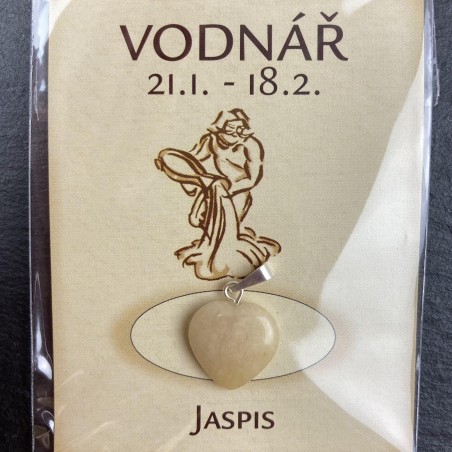 VODNÁŘ
21.1. - 18.2.
JASPIS